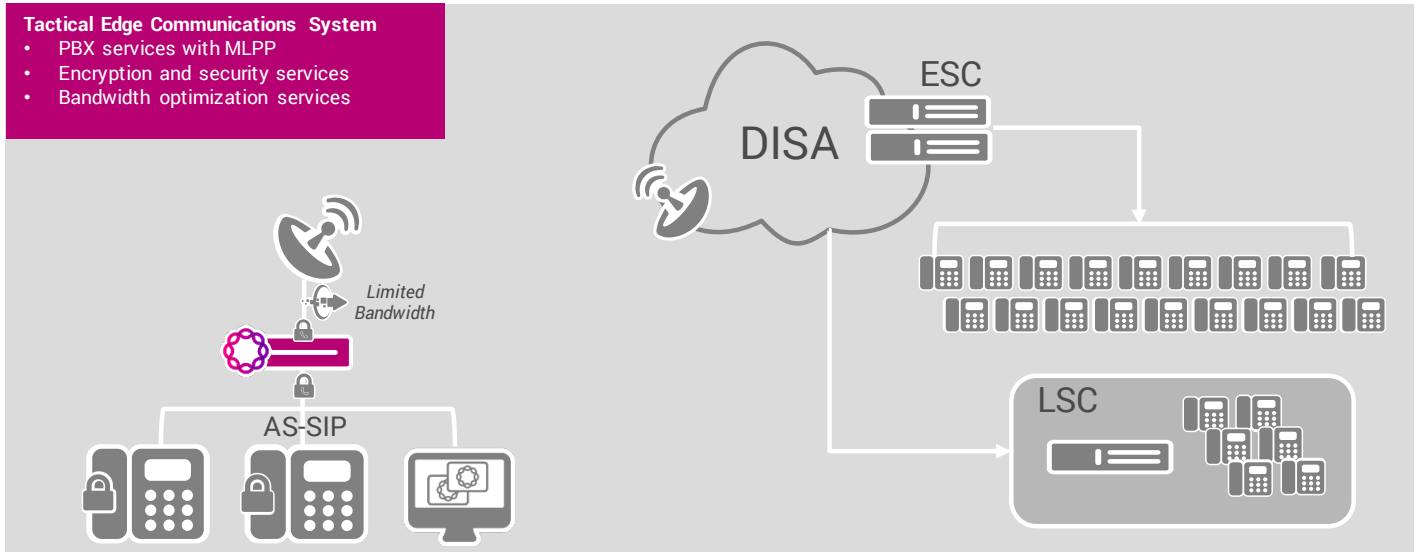 Tactical Edge Communications System
• PBX services with MLPP
• Encryption and security services
• Bandwidth optimization services
ESC
DISA
Limited
Bandwidth
LSC
AS-SIP